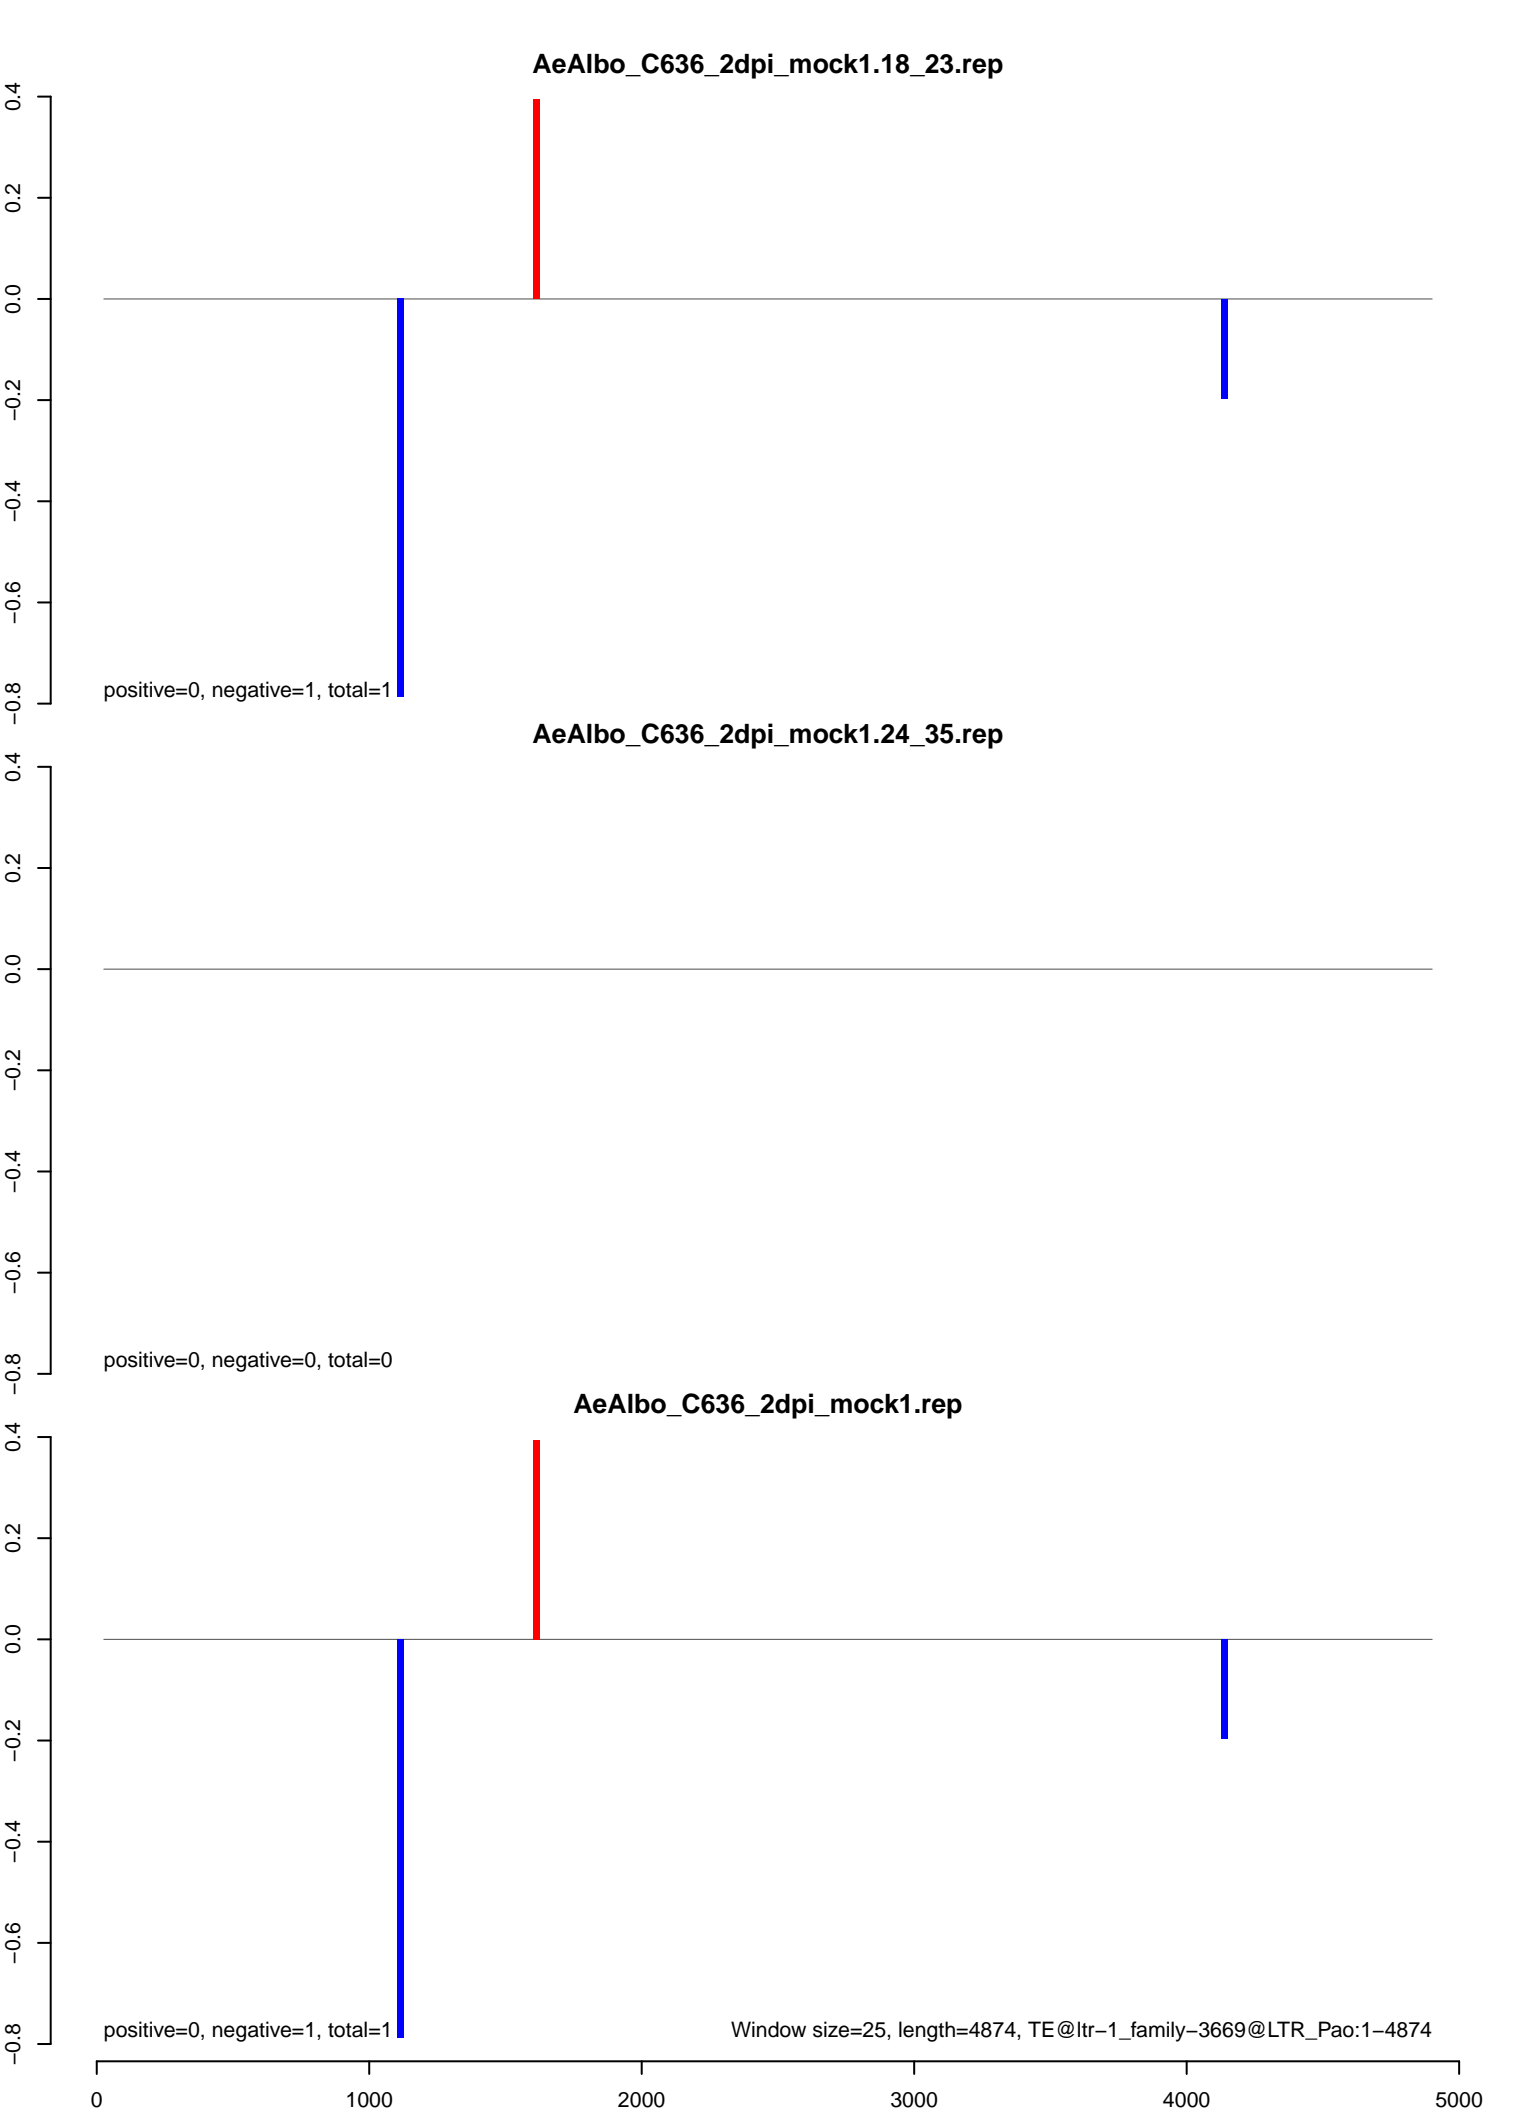 AeAlbo_C636_2dpi_mock1.18_23.rep
0.4
0.2
0.0
−0.2
−0.4
−0.6
−0.8
positive=0, negative=1, total=1
AeAlbo_C636_2dpi_mock1.24_35.rep
0.4
0.2
0.0
−0.2
−0.4
−0.6
−0.8
positive=0, negative=0, total=0
AeAlbo_C636_2dpi_mock1.rep
0.4
0.2
0.0
−0.2
−0.4
−0.6
−0.8
positive=0, negative=1, total=1
Window size=25, length=4874, TE@ltr−1_family−3669@LTR_Pao:1−4874
0 1000 2000 3000 4000 5000